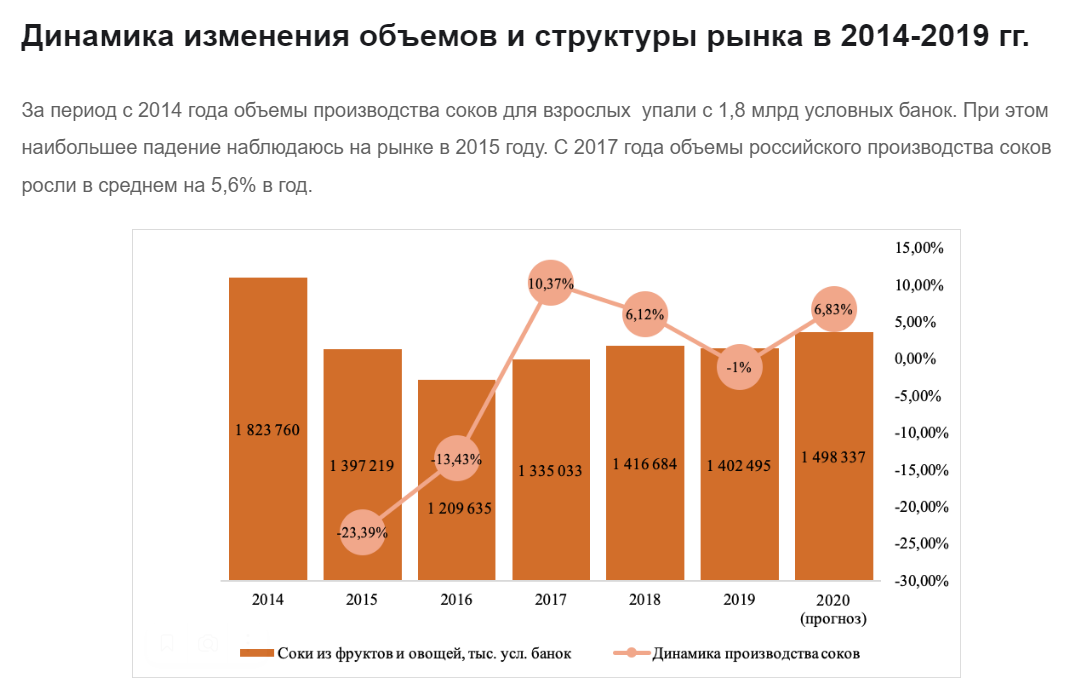 Динамика изменения объемов и структуры рынка в 2014-2019 гг.
За период с 2014 года объемы производства соков для взрослых  упали с 1,8 млрд условных банок. При этом
наибольшее падение наблюдаюсь на рынке в 2015 году. С 2017 года объемы российского производства соков
росли в среднем на 5,6% в год.
15,00%
10,00%
5,00%
0,00%
-5,00%
-10,00%
-15,00%
-20,00%
-25,00%
-30,00%
10,37%
6,12%
6,83%
-1%
1 823 760
1 397 219
-13,43%
1 335 033
1 416 684
1 402 495
1 498 337
1 209 635
-23,39%
2014
2015
2016
2017
2018
2019
2020
(прогноз)
Соки из фруктов и овощей, тыс. усл. банок
Динамика производства соков